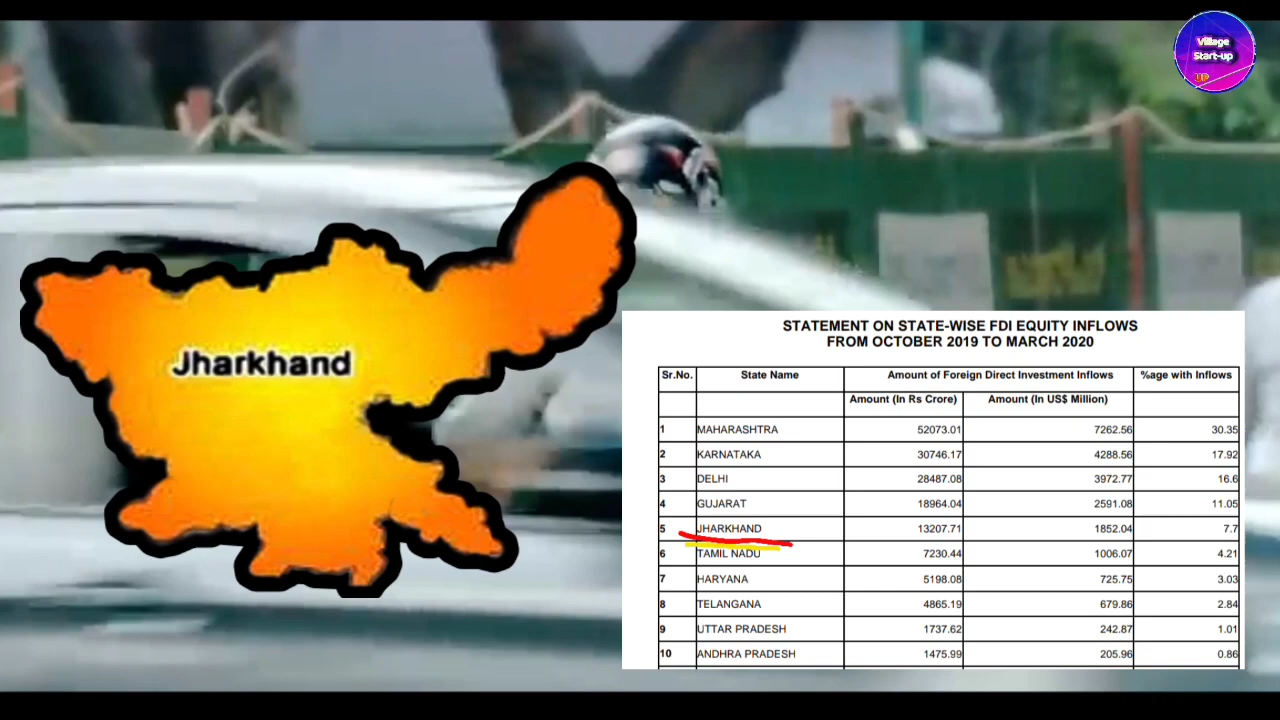 Village
Start-up
UP
Jharkhand
STATEMENT ON STATE-WISE FDI EQUITY INFLOWS
FROM OCTOBER 2019 TO MARCH 2020
Sr.No. State Name Amount of Foreign Direct Investment Inflows %age with Inflows
Amount (In Rs Crore) Amount (In US$ Million)
1 MAHARASHTRA 52073.01 7262.56 30.35
2 KARNATAKA 30746.17 4288.56 17.92
3 DELHI 28487.08 3972.77 16.6
4 GUJARAT 18964.04 2591.08 11.05
5 JHARKHAND 13207.71 1852.04 7.7
6 TAMIL NADU 7230.44 1006.07 4.21
7 HARYANA 5198.08 725.75 3.03
8 TELANGANA 4865.19 679.86 2.84
9 UTTAR PRADESH 1737.62 242.87 1.01
10 ANDHRA PRADESH 1475.99 205.96 0.86